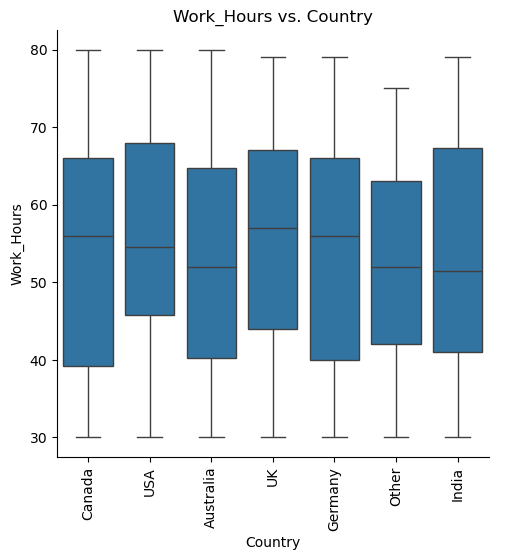 Work_Hours vs. Country
80
70
60
50
40
30
Work_Hours
Canada
USA
Australia
UK
Germany
Other
India
Country